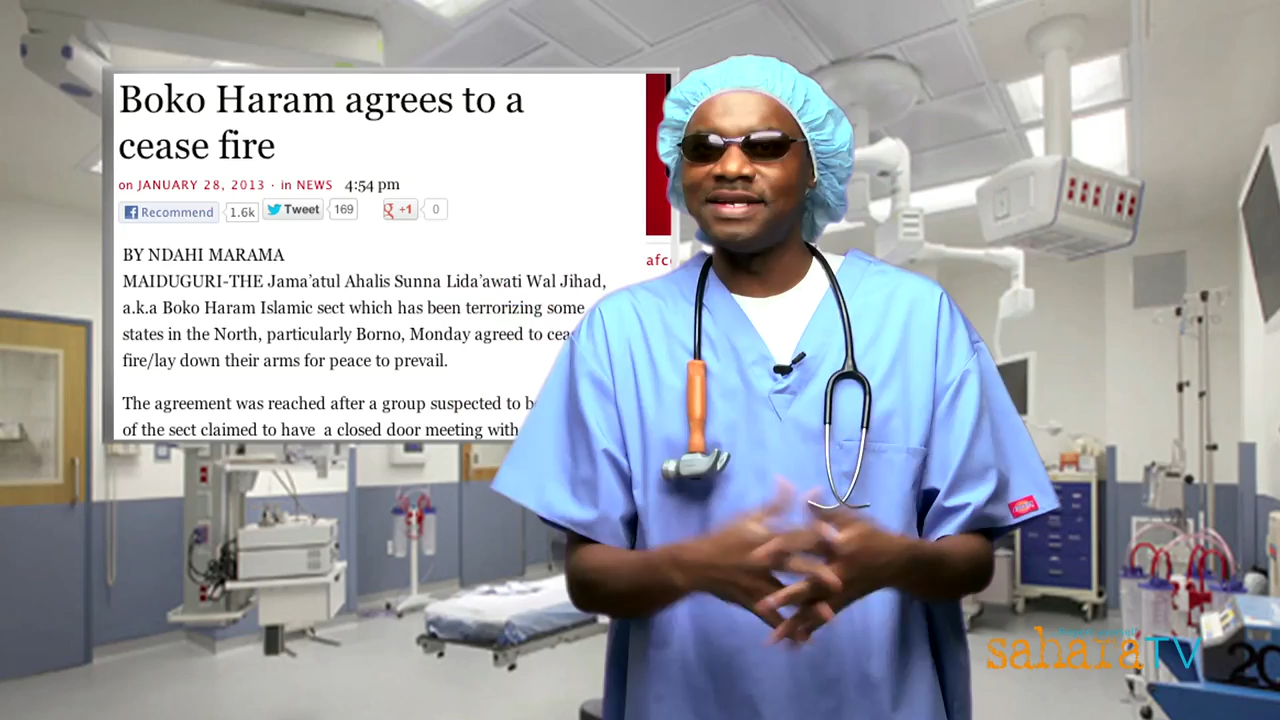 Boko Haram agrees to a
cease fire
on JANUARY 28, 2013 · in NEWS 4:54 pm
Recommend 1.6k Tweet 169 +1 0
afc
BY NDAHI MARAMA
MAIDUGURI-THE Jama'atul Ahalis Sunna Lida'awati Wal Jihad,
a.k.a Boko Haram Islamic sect which has been terrorizing some
states in the North, particularly Borno, Monday agreed to cea
fire/lay down their arms for peace to prevail.
The agreement was reached after a group suspected to b
of the sect claimed to have a closed door meeting with
saharaTV
20